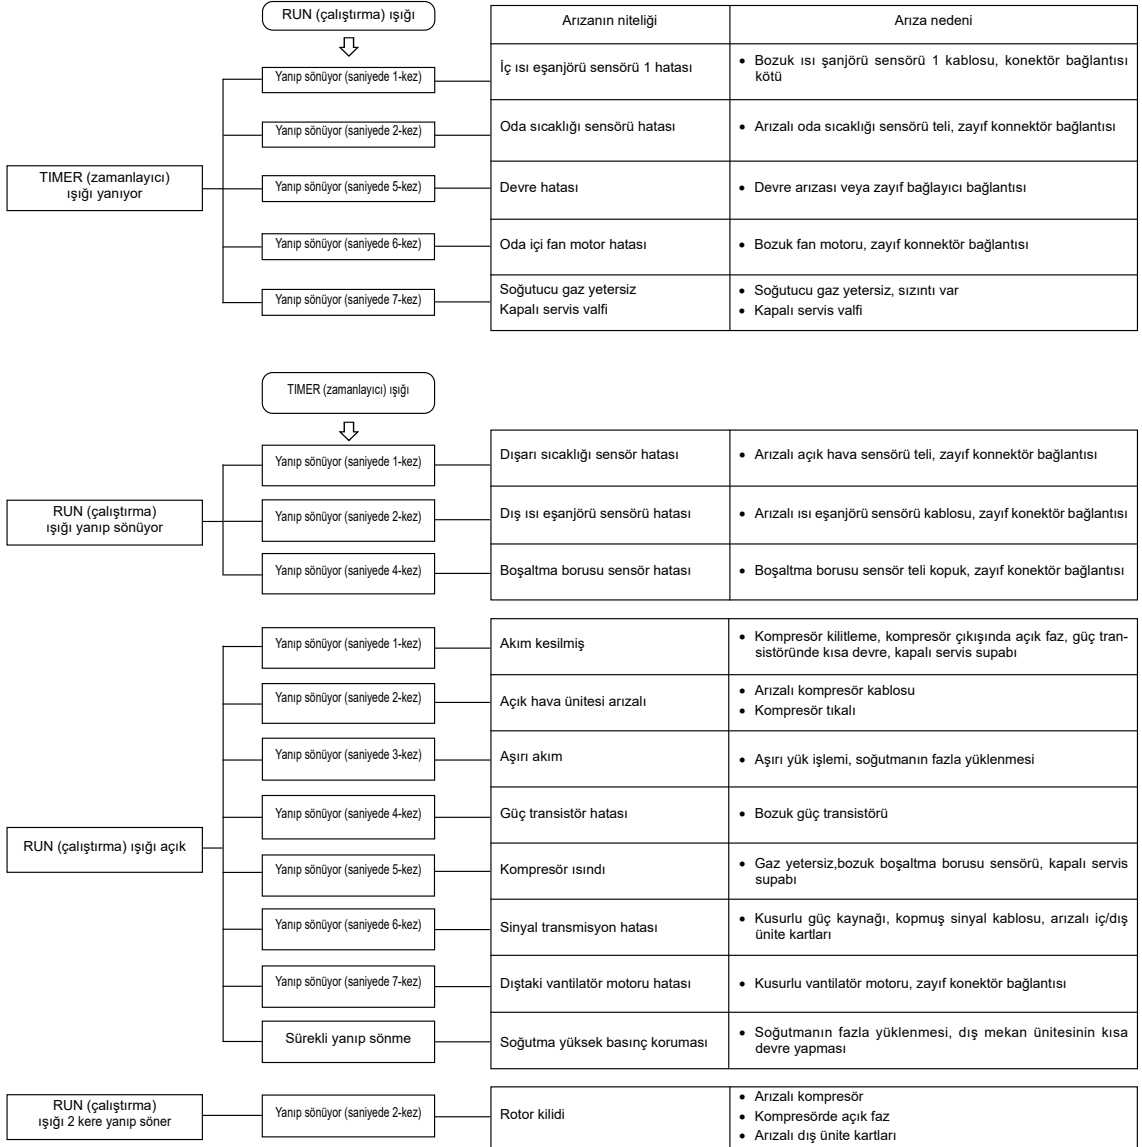 RUN (çalıştırma) ışığı
Arızanın niteliği
Arıza nedeni
TIMER (zamanlayıcı)
ışığı yanıyor
Yanıp sönüyor (saniyede 1-kez)
İç ısı eşanjörü sensörü 1 hatası
• Bozuk ısı şanjörü sensörü 1 kablosu, konektör bağlantısı
kötü
Yanıp sönüyor (saniyede 2-kez)
Oda sıcaklığı sensörü hatası
• Arızalı oda sıcaklığı sensörü teli, zayıf konnektör bağlantısı
Yanıp sönüyor (saniyede 5-kez)
Devre hatası
• Devre arızası veya zayıf bağlayıcı bağlantısı
Yanıp sönüyor (saniyede 6-kez)
Oda içi fan motor hatası
• Bozuk fan motoru, zayıf konnektör bağlantısı
Yanıp sönüyor (saniyede 7-kez)
Soğutucu gaz yetersiz
Kapalı servis valfi
• Soğutucu gaz yetersiz, sızıntı var
• Kapalı servis valfi
TIMER (zamanlayıcı) ışığı
RUN (çalıştırma)
ışığı yanıp sönüyor
Yanıp sönüyor (saniyede 1-kez)
Dışarı sıcaklığı sensör hatası
• Arızalı açık hava sensörü teli, zayıf konnektör bağlantısı
Yanıp sönüyor (saniyede 2-kez)
Dış ısı eşanjörü sensörü hatası
• Arızalı ısı eşanjörü sensörü kablosu, zayıf konektör bağlantısı
Yanıp sönüyor (saniyede 4-kez)
Boşaltma borusu sensör hatası
• Boşaltma borusu sensör teli kopuk, zayıf konektör bağlantısı
RUN (çalıştırma) ışığı açık
Yanıp sönüyor (saniyede 1-kez)
Akım kesilmiş
• Kompresör kilitleme, kompresör çıkışında açık faz, güç tran-
sistöründe kısa devre, kapalı servis supabı
Yanıp sönüyor (saniyede 2-kez)
Açık hava ünitesi arızalı
• Arızalı kompresör kablosu
• Kompresör tıkalı
Yanıp sönüyor (saniyede 3-kez)
Aşırı akım
• Aşırı yük işlemi, soğutmanın fazla yüklenmesi
Yanıp sönüyor (saniyede 4-kez)
Güç transistör hatası
• Bozuk güç transistörü
Yanıp sönüyor (saniyede 5-kez)
Kompresör ısındı
• Gaz yetersiz,bozuk boşaltma borusu sensörü, kapalı servis
supabı
Yanıp sönüyor (saniyede 6-kez)
Sinyal transmisyon hatası
• Kusurlu güç kaynağı, kopmuş sinyal kablosu, arızalı iç/dış
ünite kartları
Yanıp sönüyor (saniyede 7-kez)
Dıştaki vantilatör motoru hatası
• Kusurlu vantilatör motoru, zayıf konektör bağlantısı
Sürekli yanıp sönme
Soğutma yüksek basınç koruması
• Soğutmanın fazla yüklenmesi, dış mekan ünitesinin kısa
devre yapması
RUN (çalıştırma)
ışığı 2 kere yanıp söner
Yanıp sönüyor (saniyede 2-kez)
Rotor kilidi
• Arızalı kompresör
• Kompresörde açık faz
• Arızalı dış ünite kartları